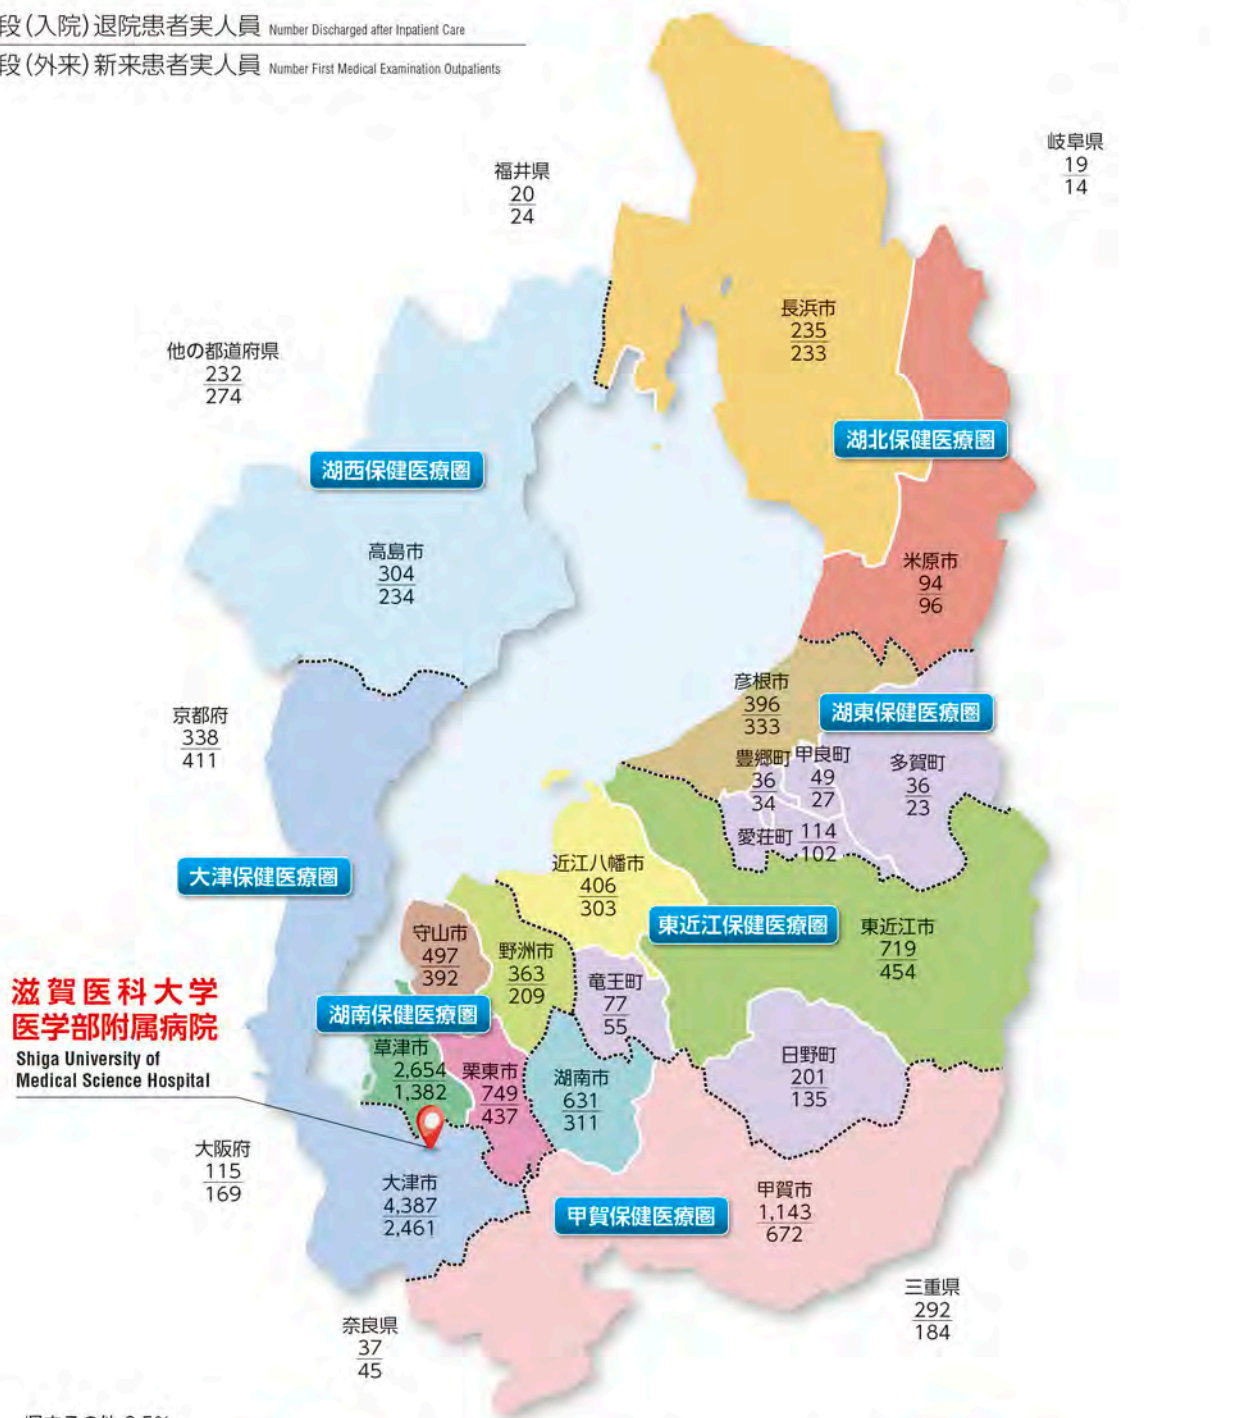 段(入院)退院患者実人員 Number Discharged after Inpatient Care
段(外来)新来患者実人員 Number First Medical Examination Outpatients
岐阜県
19
14
福井県
20
24
長浜市
235
233
他の都道府県
232
274
湖北保健医療圏
湖西保健医療圏
高島市
304
234
米原市
94
96
彦根市
396
333
湖東保健医療圏
京都府
338
411
豊郷町
36
34
甲良町
49
27
多賀町
36
23
愛荘町
114
102
大津保健医療圏
近江八幡市
406
303
東近江保健医療圏
東近江市
719
454
守山市
497
392
野洲市
363
209
竜王町
77
55
滋賀医科大学
医学部附属病院
Shiga University of
Medical Science Hospital
湖南保健医療圏
草津市
2,654
1,382
栗東市
749
437
湖南市
631
311
日野町
201
135
大阪府
115
169
大津市
4,387
2,461
甲賀保健医療圏
甲賀市
1,143
672
三重県
292
184
奈良県
37
45